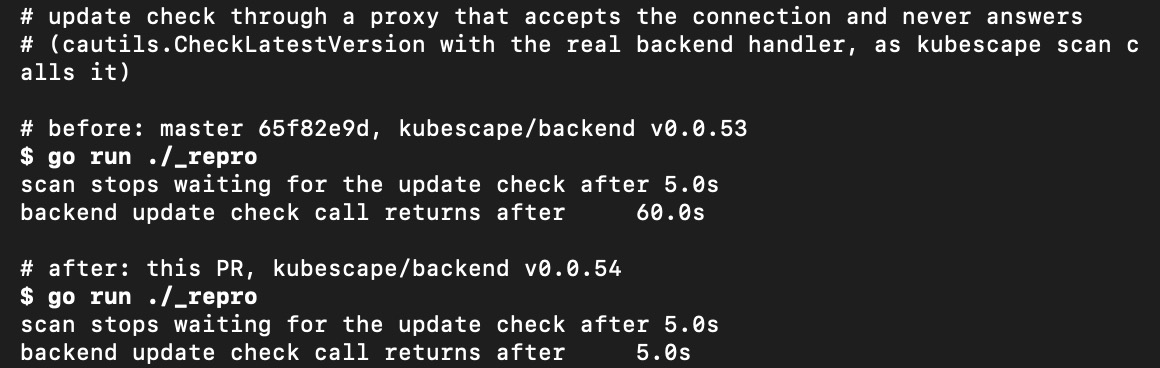 # update check through a proxy that accepts the connection and never answers
# (cautils.CheckLatestVersion with the real backend handler, as kubescape scan c
alls it)
# before: master 65f82e9d, kubescape/backend v0.0.53
$ go run ./_repro
scan stops waiting for the update check after 5.0s
backend update check call returns after     60.0s
# after: this PR, kubescape/backend v0.0.54
$ go run ./_repro
scan stops waiting for the update check after 5.0s
backend update check call returns after     5.0s